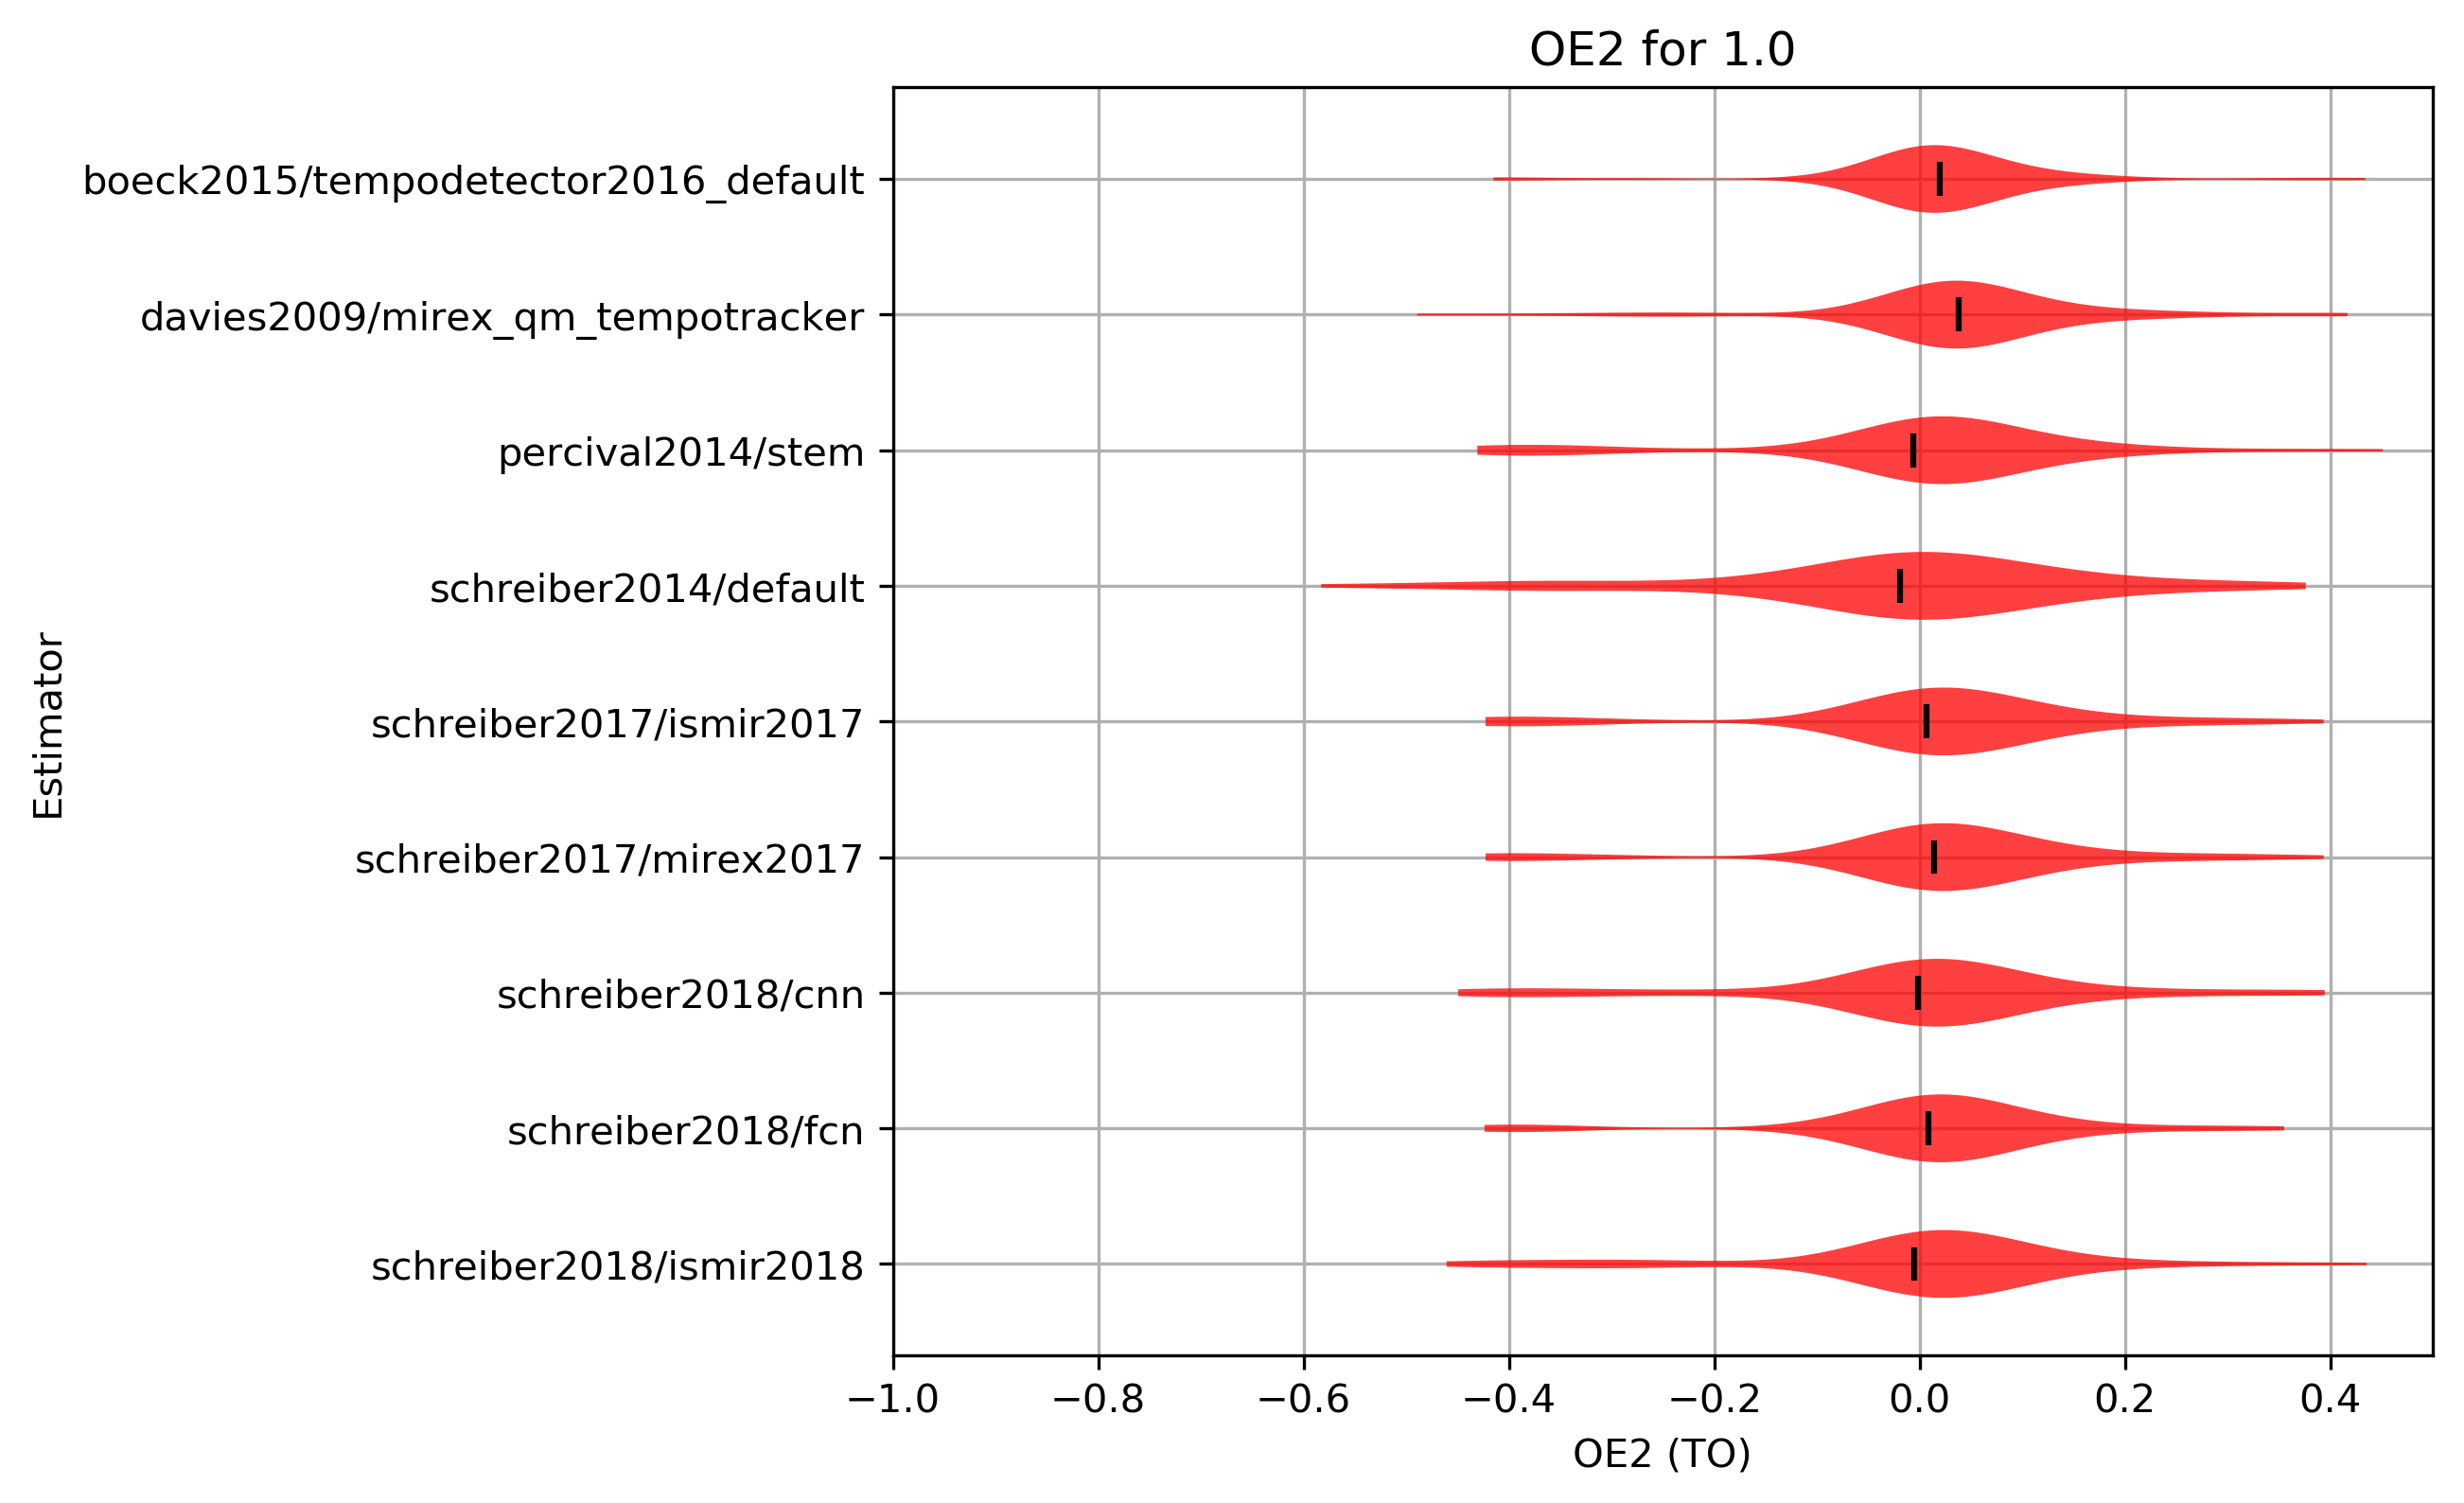 OE2 for 1.0
boeck2015/tempodetector2016_default
davies2009/mirex_qm_tempotracker
percival2014/stem
schreiber2014/default
schreiber2017/ismir2017
schreiber2017/mirex2017
schreiber2018/cnn
schreiber2018/fcn
schreiber2018/ismir2018
Estimator
−1.0 −0.8 −0.6 −0.4 −0.2 0.0 0.2 0.4
OE2 (TO)